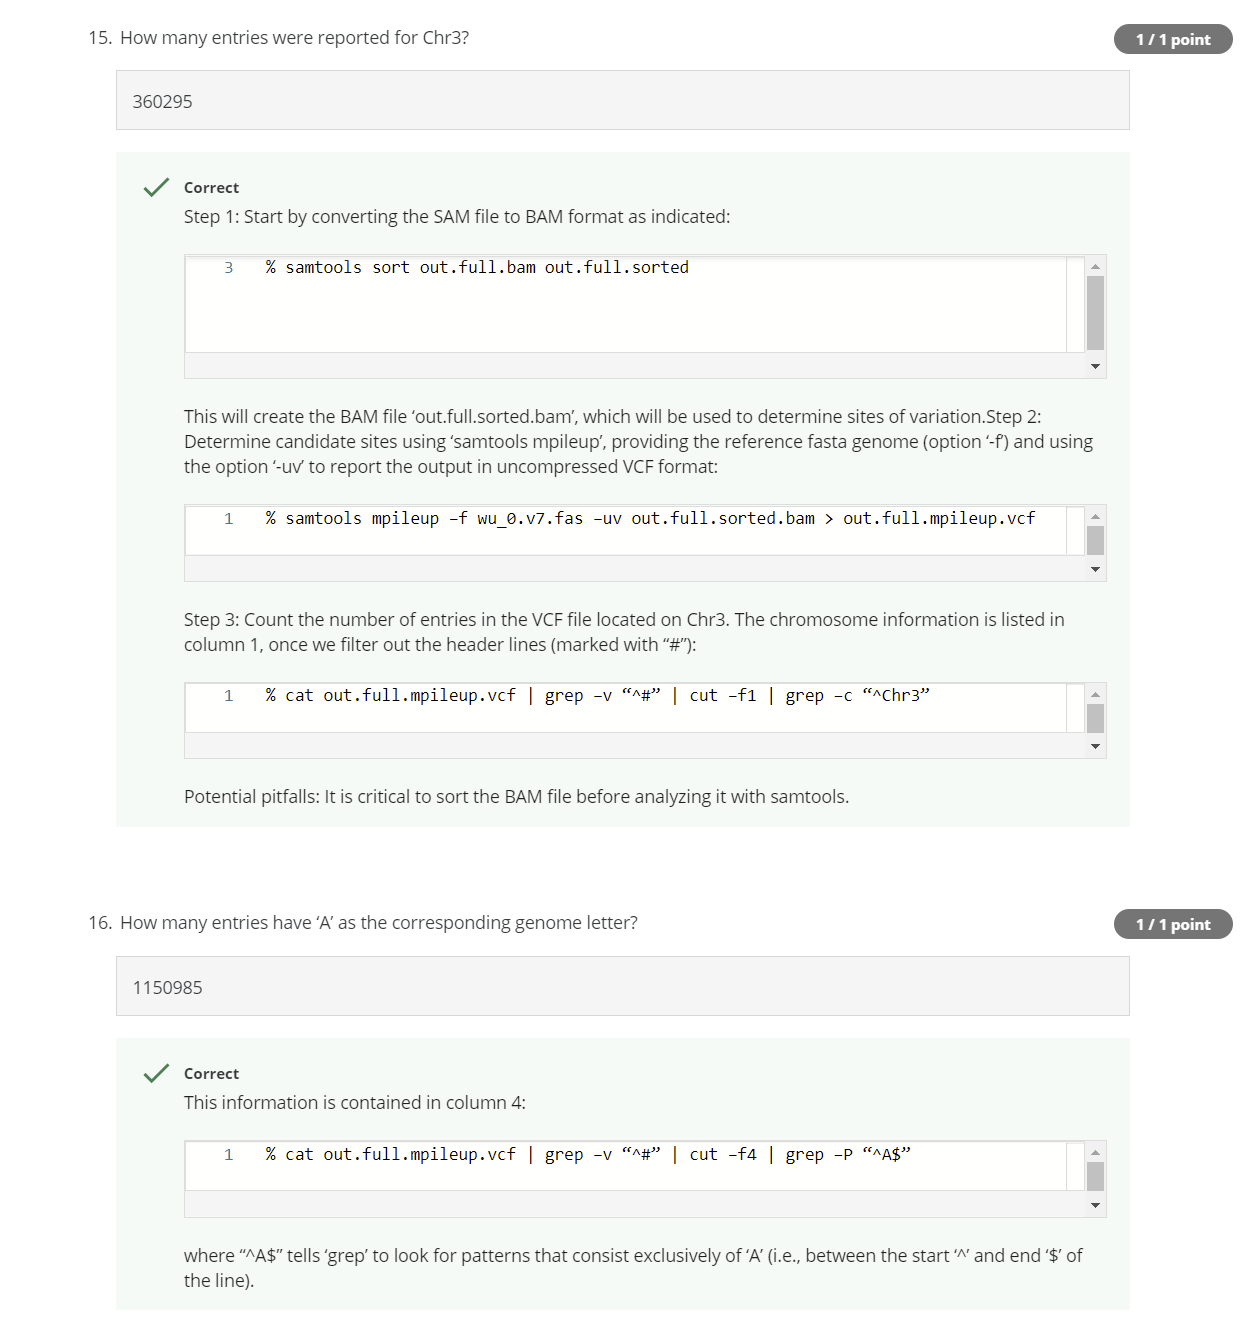 15. How many entries were reported for Chr3?
1 / 1 point
360295
Correct
Step 1: Start by converting the SAM file to BAM format as indicated:
3 % samtools sort out.full.bam out.full.sorted
This will create the BAM file ‘out.full.sorted.bam’, which will be used to determine sites of variation.Step 2:
Determine candidate sites using ‘samtools mpileup’, providing the reference fasta genome (option ‘-f’) and using
the option ‘-uv’ to report the output in uncompressed VCF format:
1 % samtools mpileup –f wu_0.v7.fas –uv out.full.sorted.bam > out.full.mpileup.vcf
Step 3: Count the number of entries in the VCF file located on Chr3. The chromosome information is listed in
column 1, once we filter out the header lines (marked with “#”):
1 % cat out.full.mpileup.vcf | grep –v “^#” | cut –f1 | grep –c “^Chr3”
Potential pitfalls: It is critical to sort the BAM file before analyzing it with samtools.
16. How many entries have ‘A’ as the corresponding genome letter?
1 / 1 point
1150985
Correct
This information is contained in column 4:
1 % cat out.full.mpileup.vcf | grep –v “^#” | cut –f4 | grep –P “^A$”
where “^A$” tells ‘grep’ to look for patterns that consist exclusively of ‘A’ (i.e., between the start ‘^’ and end ‘$’ of
the line).